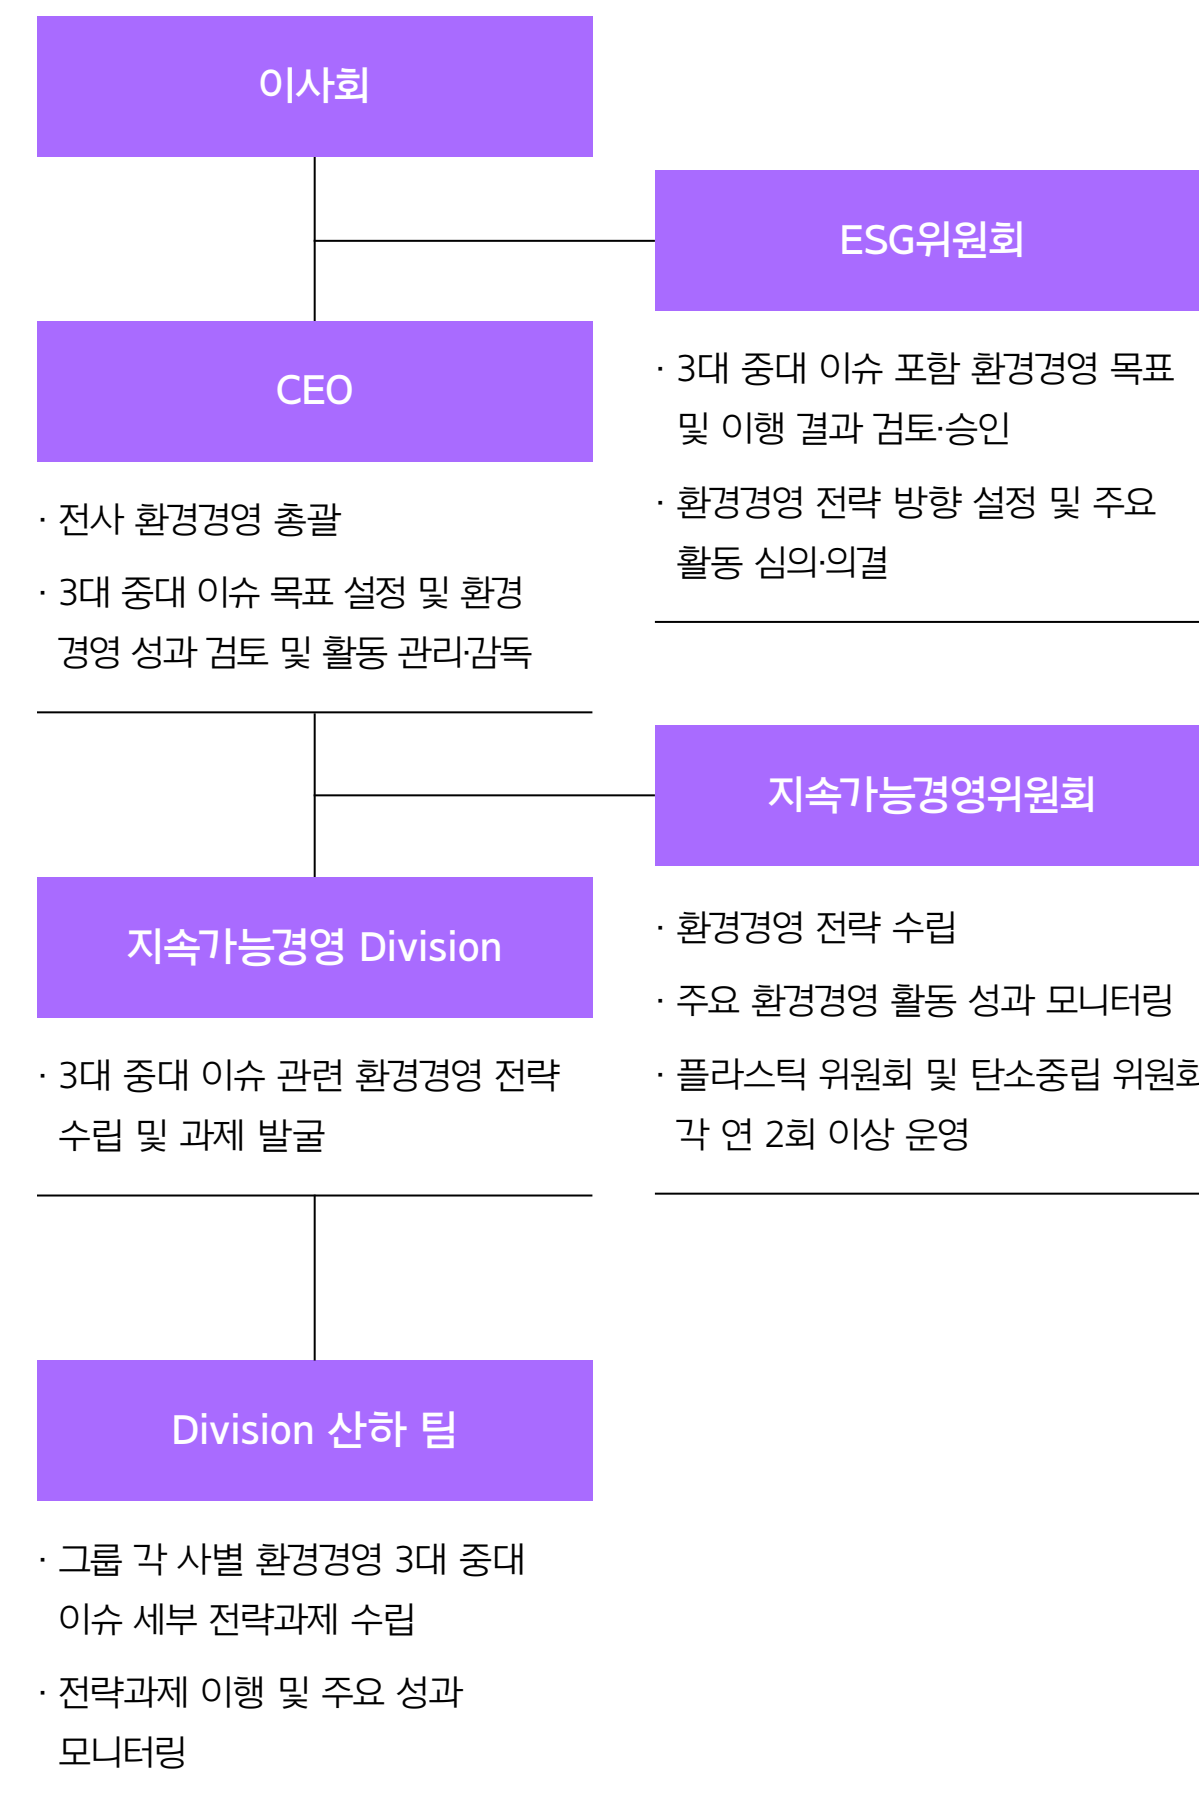 이사회
ESG위원회
· 3대 중대 이슈 포함 환경경영 목표
및 이행 결과 검토·승인
· 환경경영 전략 방향 설정 및 주요
활동 심의·의결
CEO
· 전사 환경경영 총괄
· 3대 중대 이슈 목표 설정 및 환경
경영 성과 검토 및 활동 관리·감독
지속가능경영위원회
· 환경경영 전략 수립
· 주요 환경경영 활동 성과 모니터링
· 플라스틱 위원회 및 탄소중립 위원회
각 연 2회 이상 운영
지속가능경영 Division
· 3대 중대 이슈 관련 환경경영 전략
수립 및 과제 발굴
Division 산하 팀
· 그룹 각 사별 환경경영 3대 중대
이슈 세부 전략과제 수립
· 전략과제 이행 및 주요 성과
모니터링